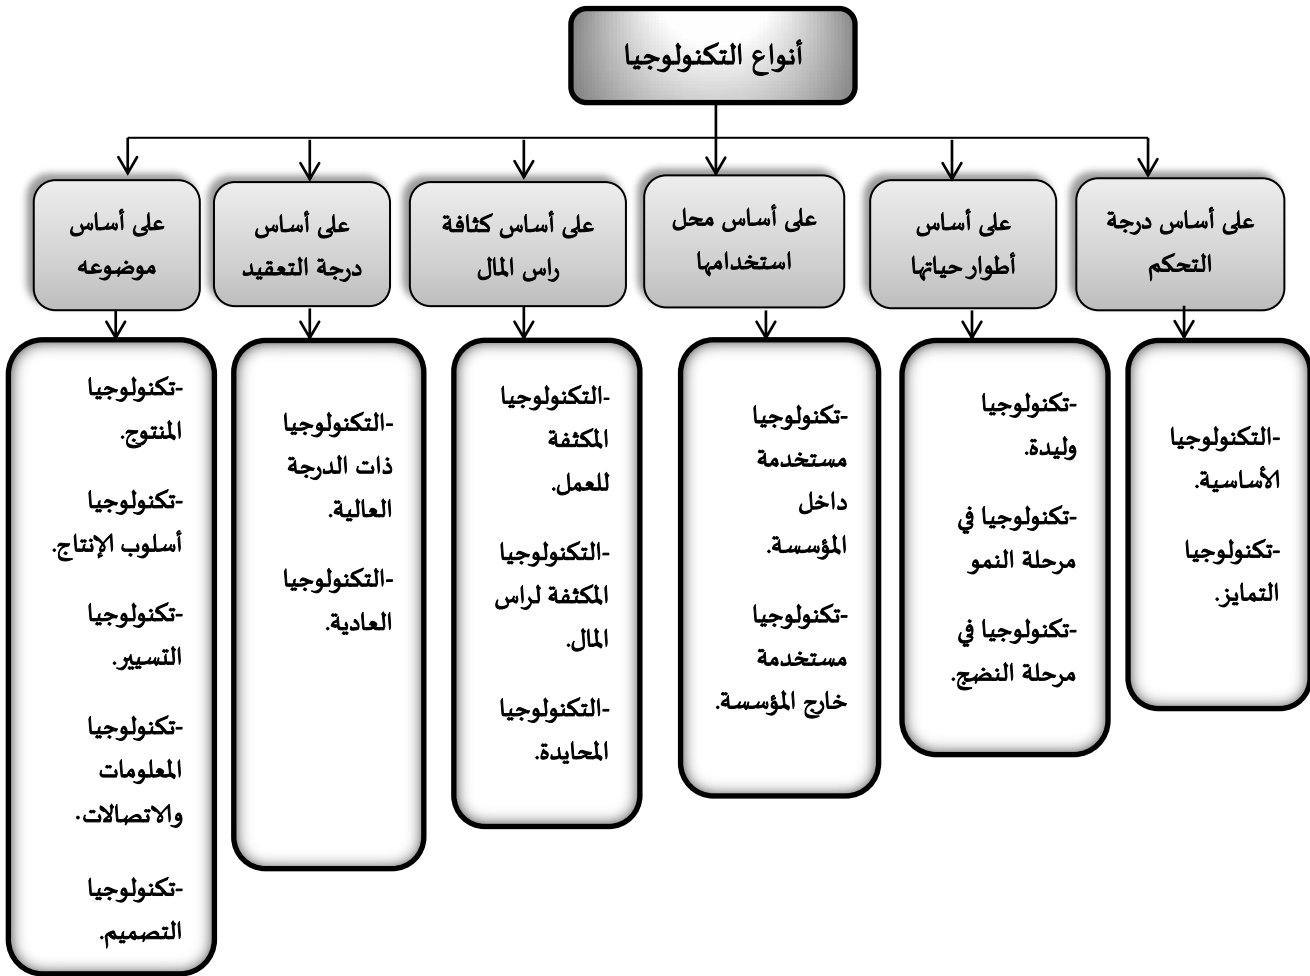 أنواع التكنولوجيا
على أساس درجة
التحكم
على أساس
أطوار حياتها
على أساس محل
استخدامها
على أساس كثافة
راس المال
على أساس
درجة التعقيد
على أساس
موضوعه
-التكنولوجيا
الأساسية.
-تكنولوجيا
التمايز.
-تكنولوجيا
وليدة.
-تكنولوجيا في
مرحلة النمو
-تكنولوجيا في
مرحلة النضج.
-تكنولوجيا
مستخدمة
داخل
المؤسسة.
-تكنولوجيا
مستخدمة
خارج المؤسسة.
-التكنولوجيا
المكثفة
للعمل.
-التكنولوجيا
المكثفة لراس
المال.
-التكنولوجيا
المحايدة.
-التكنولوجيا
ذات الدرجة
العالية.
-التكنولوجيا
العادية.
-تكنولوجيا
المنتوج.
-تكنولوجيا
أسلوب الإنتاج.
-تكنولوجيا
التسيير.
-تكنولوجيا
المعلومات
والاتصالات.
-تكنولوجيا
التصميم.